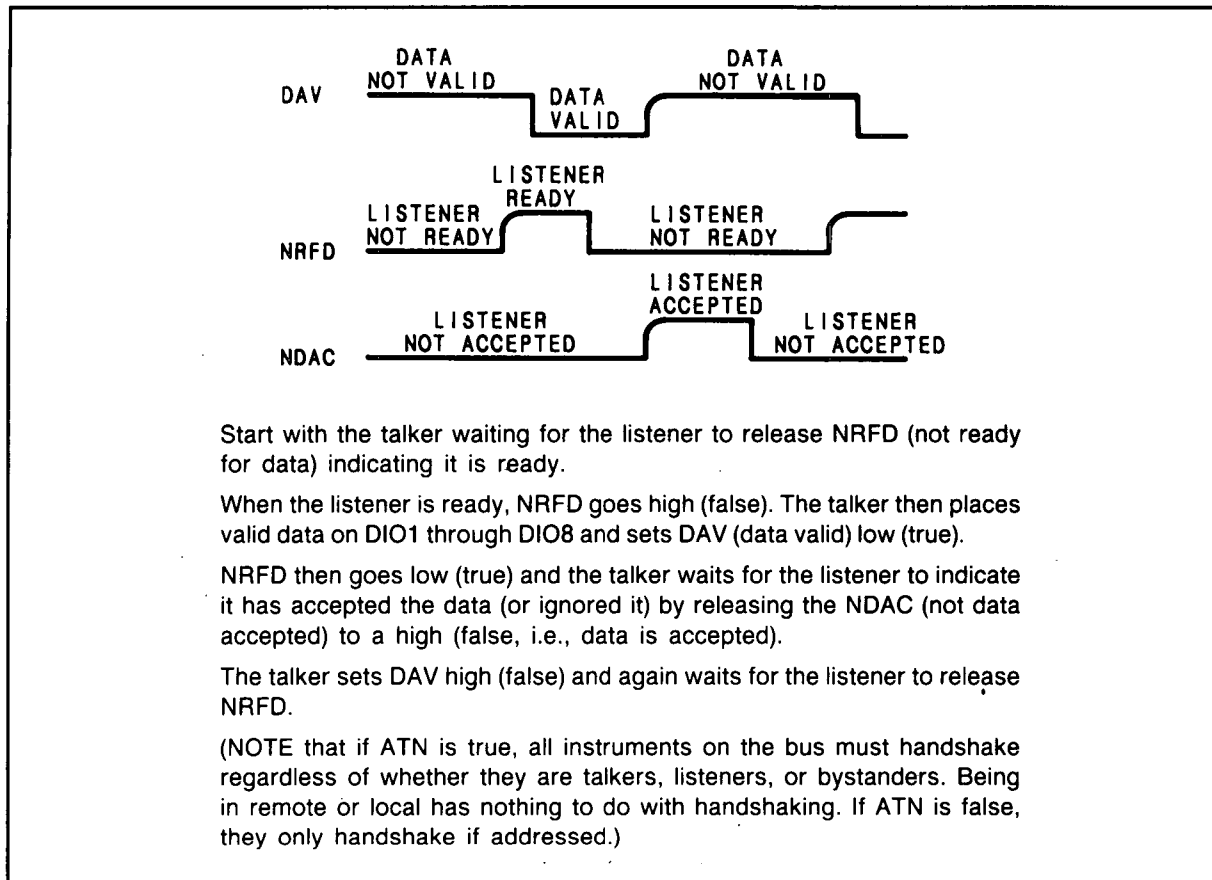 DATA
NOT VALID
DATA
VALID
DATA
NOT VALID
DAV
LISTENER
READY
LISTENER
NOT READY
LISTENER
NOT READY
NRFD
LISTENER
ACCEPTED
LISTENER
NOT ACCEPTED
LISTENER
NOT ACCEPTED
NDAC
Start with the talker waiting for the listener to release NRFD (not ready
for data) indicating it is ready.
When the listener is ready, NRFD goes high (false). The talker then places
valid data on DIO1 through DIO8 and sets DAV (data valid) low (true).
NRFD then goes low (true) and the talker waits for the listener to indicate
it has accepted the data (or ignored it) by releasing the NDAC (not data
accepted) to a high (false, i.e., data is accepted).
The talker sets DAV high (false) and again waits for the listener to release
NRFD.
(NOTE that if ATN is true, all instruments on the bus must handshake
regardless of whether they are talkers, listeners, or bystanders. Being
in remote or local has nothing to do with handshaking. If ATN is false,
they only handshake if addressed.)